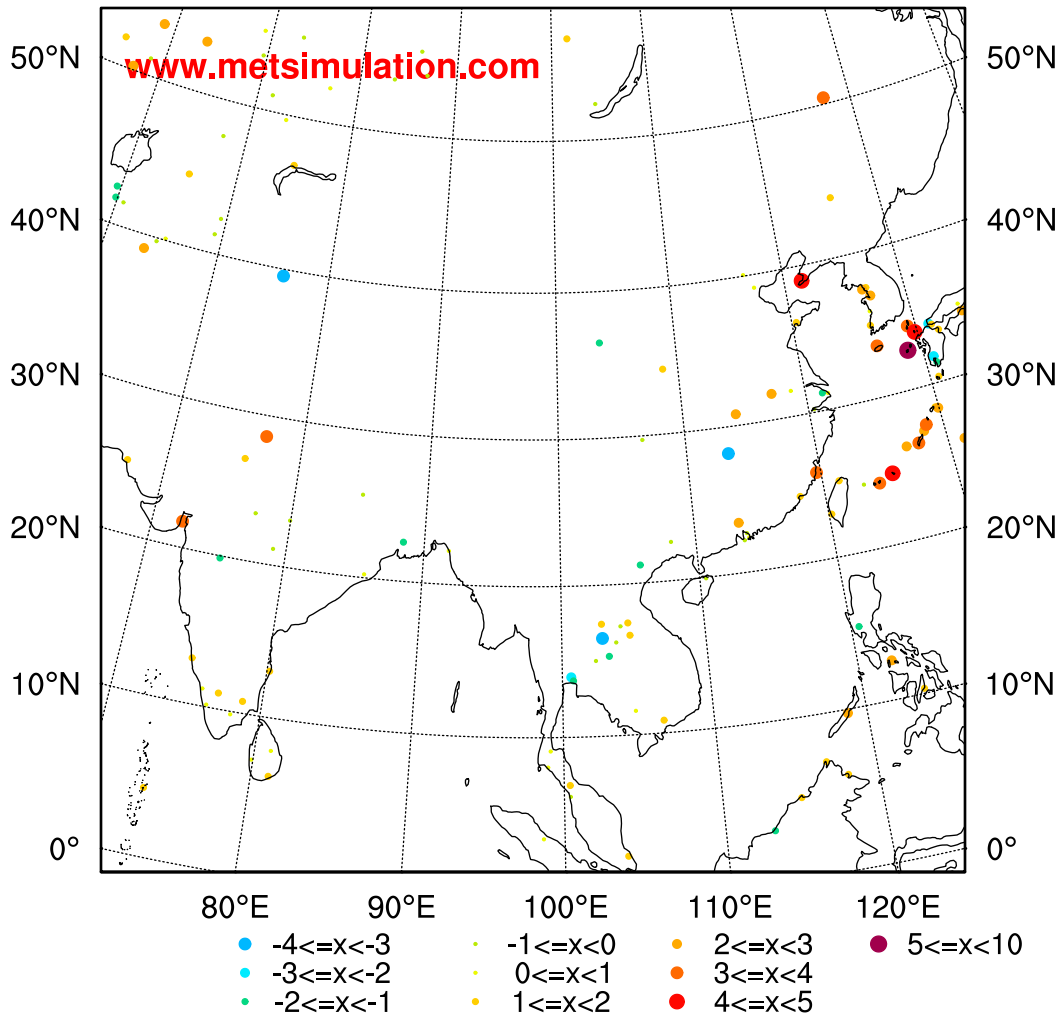 www.metsimulation.com
50°N 50°N
40°N 40°N
30°N 30°N
20°N 20°N
10°N 10°N
0° 0°
80°E 90°E 100°E 110°E 120°E
-4<=x<-3 -1<=x<0 2<=x<3 5<=x<10
-3<=x<-2 0<=x<1 3<=x<4
-2<=x<-1 1<=x<2 4<=x<5